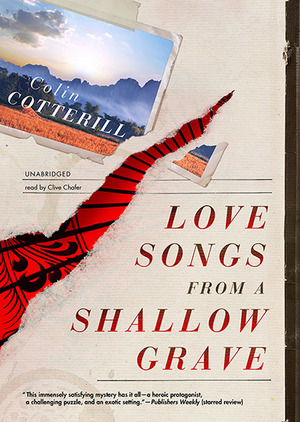 Colin
COTTERILL
UNABRIDGED
read by Clive Chafer
LOVE
SONGS
FROM A
SHALLOW
GRAVE
"This immensely satisfying mystery has it all—a heroic protagonist,
a challenging puzzle, and an exotic setting."—Publishers Weekly (starred review)